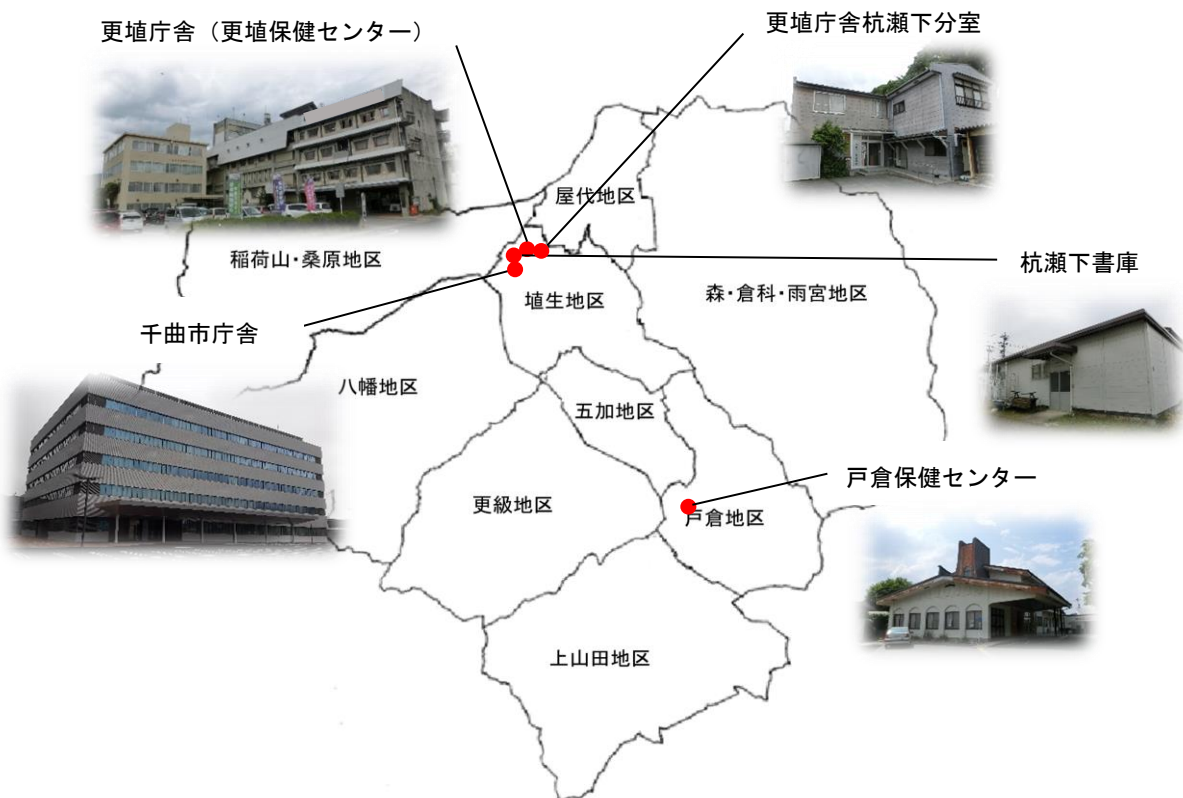 更埴庁舎（更埴保健センター）
更埴庁舎杭瀬下分室
屋代地区
稲荷山・桑原地区
杭瀬下書庫
埴生地区
森・倉科・雨宮地区
千曲市庁舎
八幡地区
五加地区
戸倉保健センター
更級地区
戸倉地区
上山田地区